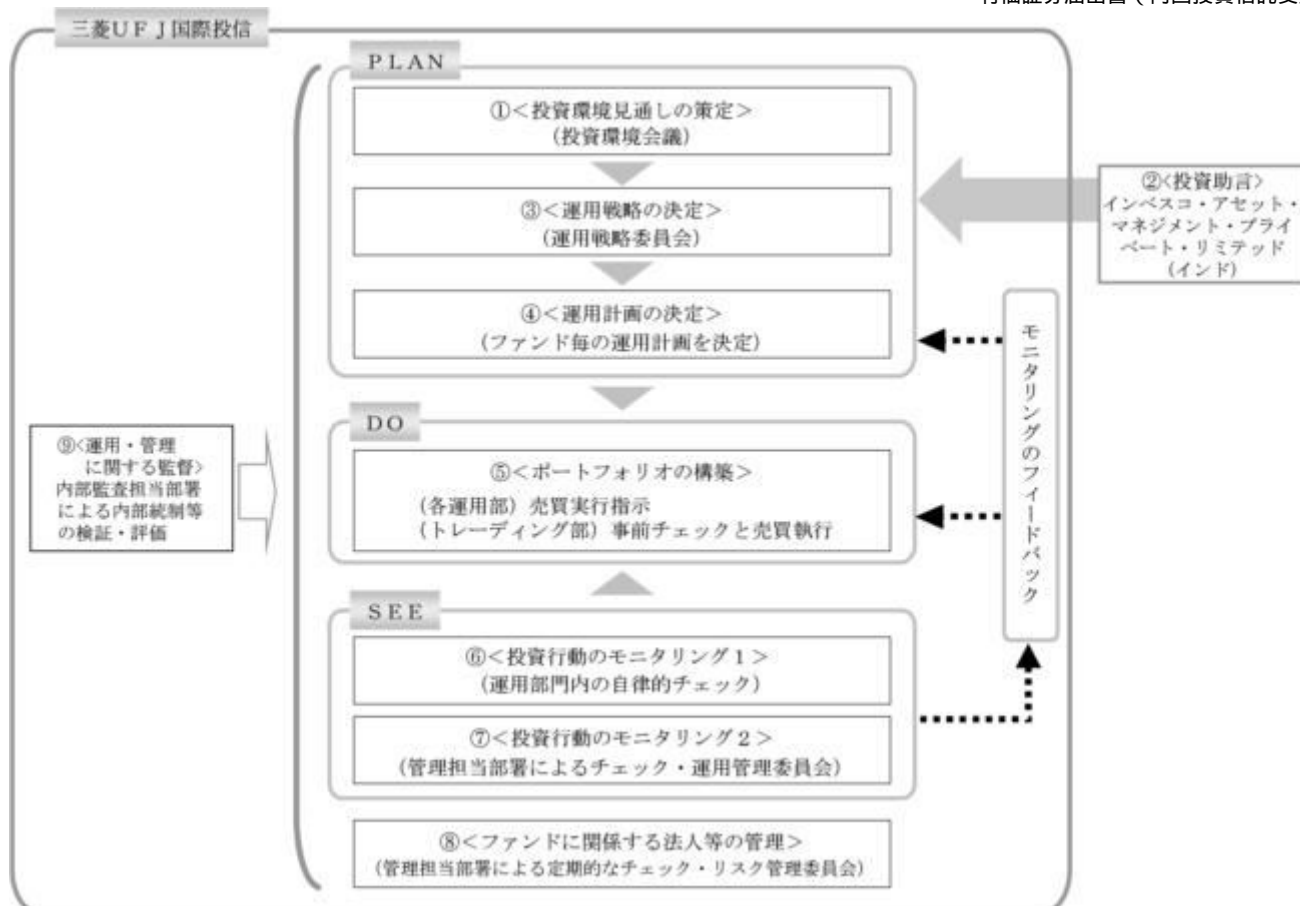 三菱UFJ国際投信
PLAN
①<投資環境見通しの策定>
(投資環境会議)
②<投資助言>
インベスコ・アセット・
マネジメント・プライ
ベート・リミテッド
(インド)
③<運用戦略の決定>
(運用戦略委員会)
④<運用計画の決定>
(ファンド毎の運用計画を決定)
モニタリングのフィードバック
DO
⑤<ポートフォリオの構築>
(各運用部)売買実行指示
(トレーディング部)事前チェックと売買執行
⑨<運用・管理
に関する監督>
内部監査担当部署
による内部統制等
の検証・評価
SEE
⑥<投資行動のモニタリング1>
(運用部門内の自律的チェック)
⑦<投資行動のモニタリング2>
(管理担当部署によるチェック・運用管理委員会)
⑧<ファンドに関係する法人等の管理>
(管理担当部署による定期的なチェック・リスク管理委員会)